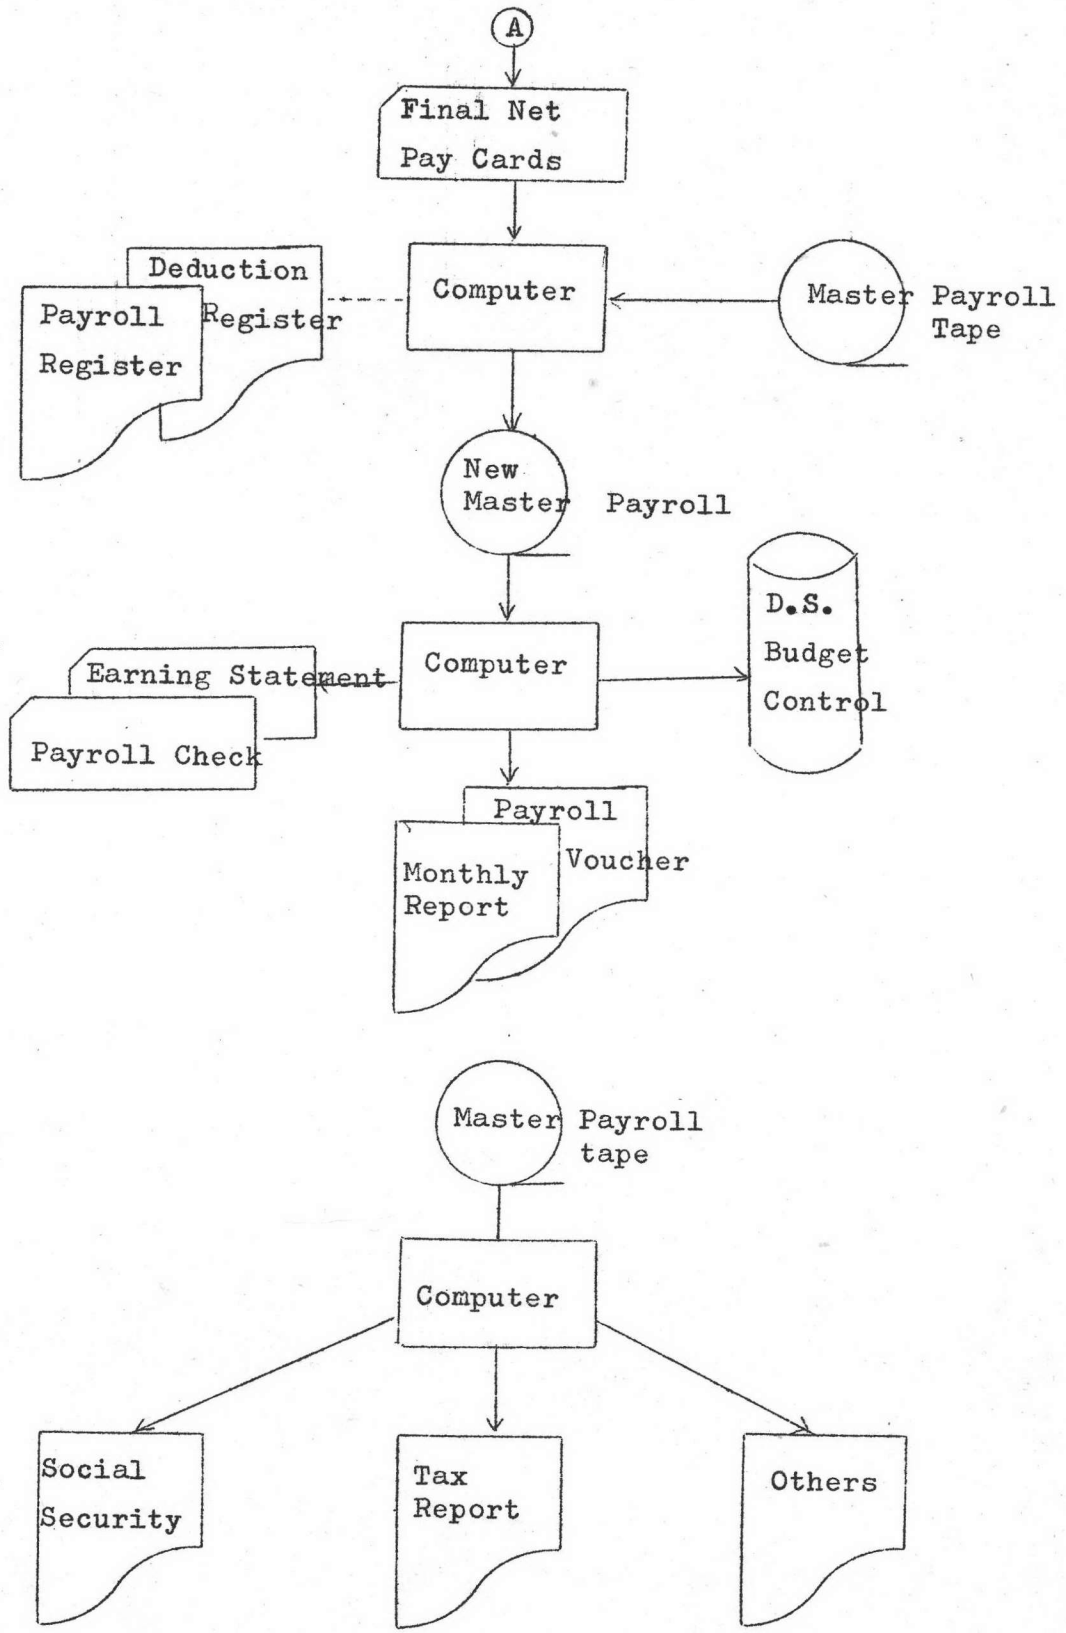 A
Final Net
Pay Cards
Deduction
Register
Payroll
Register
Computer
Master Payroll
Tape
New
Master Payroll
D.S.
Budget
Control
Computer
Earning Statement
Payroll Check
Payroll
Voucher
Monthly
Report
Master Payroll
tape
Computer
Social
Security
Tax
Report
Others